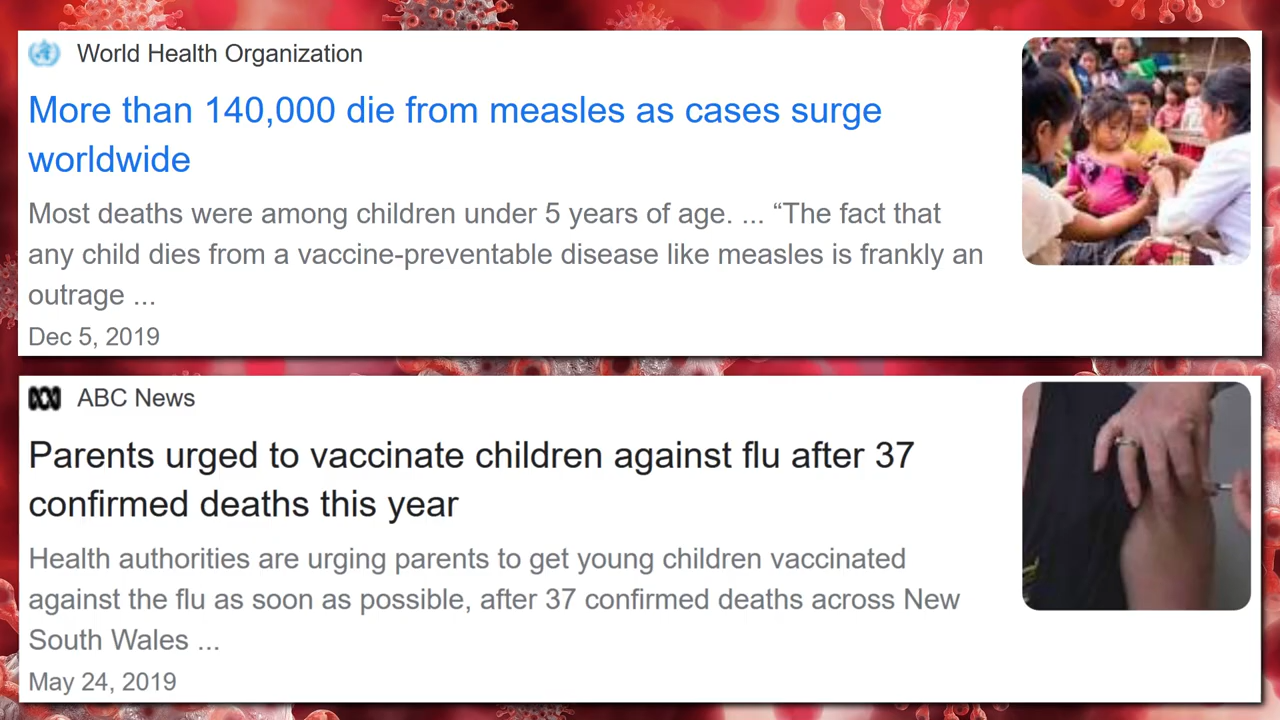 World Health Organization
More than 140,000 die from measles as cases surge
worldwide
Most deaths were among children under 5 years of age. ... “The fact that
any child dies from a vaccine-preventable disease like measles is frankly an
outrage ...
Dec 5, 2019
ABC News
Parents urged to vaccinate children against flu after 37
confirmed deaths this year
Health authorities are urging parents to get young children vaccinated
against the flu as soon as possible, after 37 confirmed deaths across New
South Wales ...
May 24, 2019